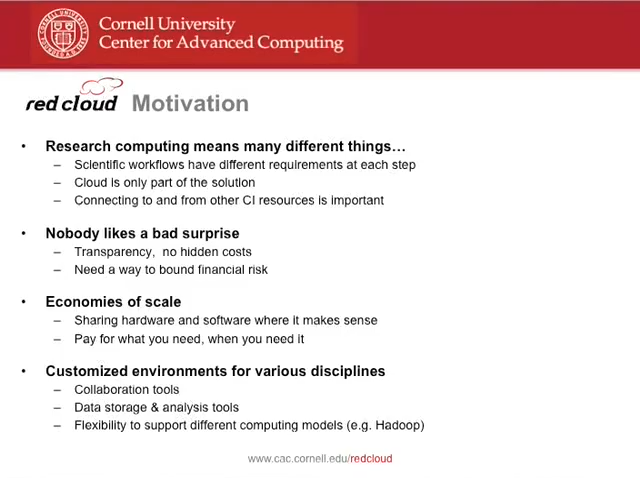 Cornell University
Center for Advanced Computing
red cloud Motivation
• Research computing means many different things…
– Scientific workflows have different requirements at each step
– Cloud is only part of the solution
– Connecting to and from other CI resources is important
• Nobody likes a bad surprise
– Transparency, no hidden costs
– Need a way to bound financial risk
• Economies of scale
– Sharing hardware and software where it makes sense
– Pay for what you need, when you need it
• Customized environments for various disciplines
– Collaboration tools
– Data storage & analysis tools
– Flexibility to support different computing models (e.g. Hadoop)
www.cac.cornell.edu/redcloud